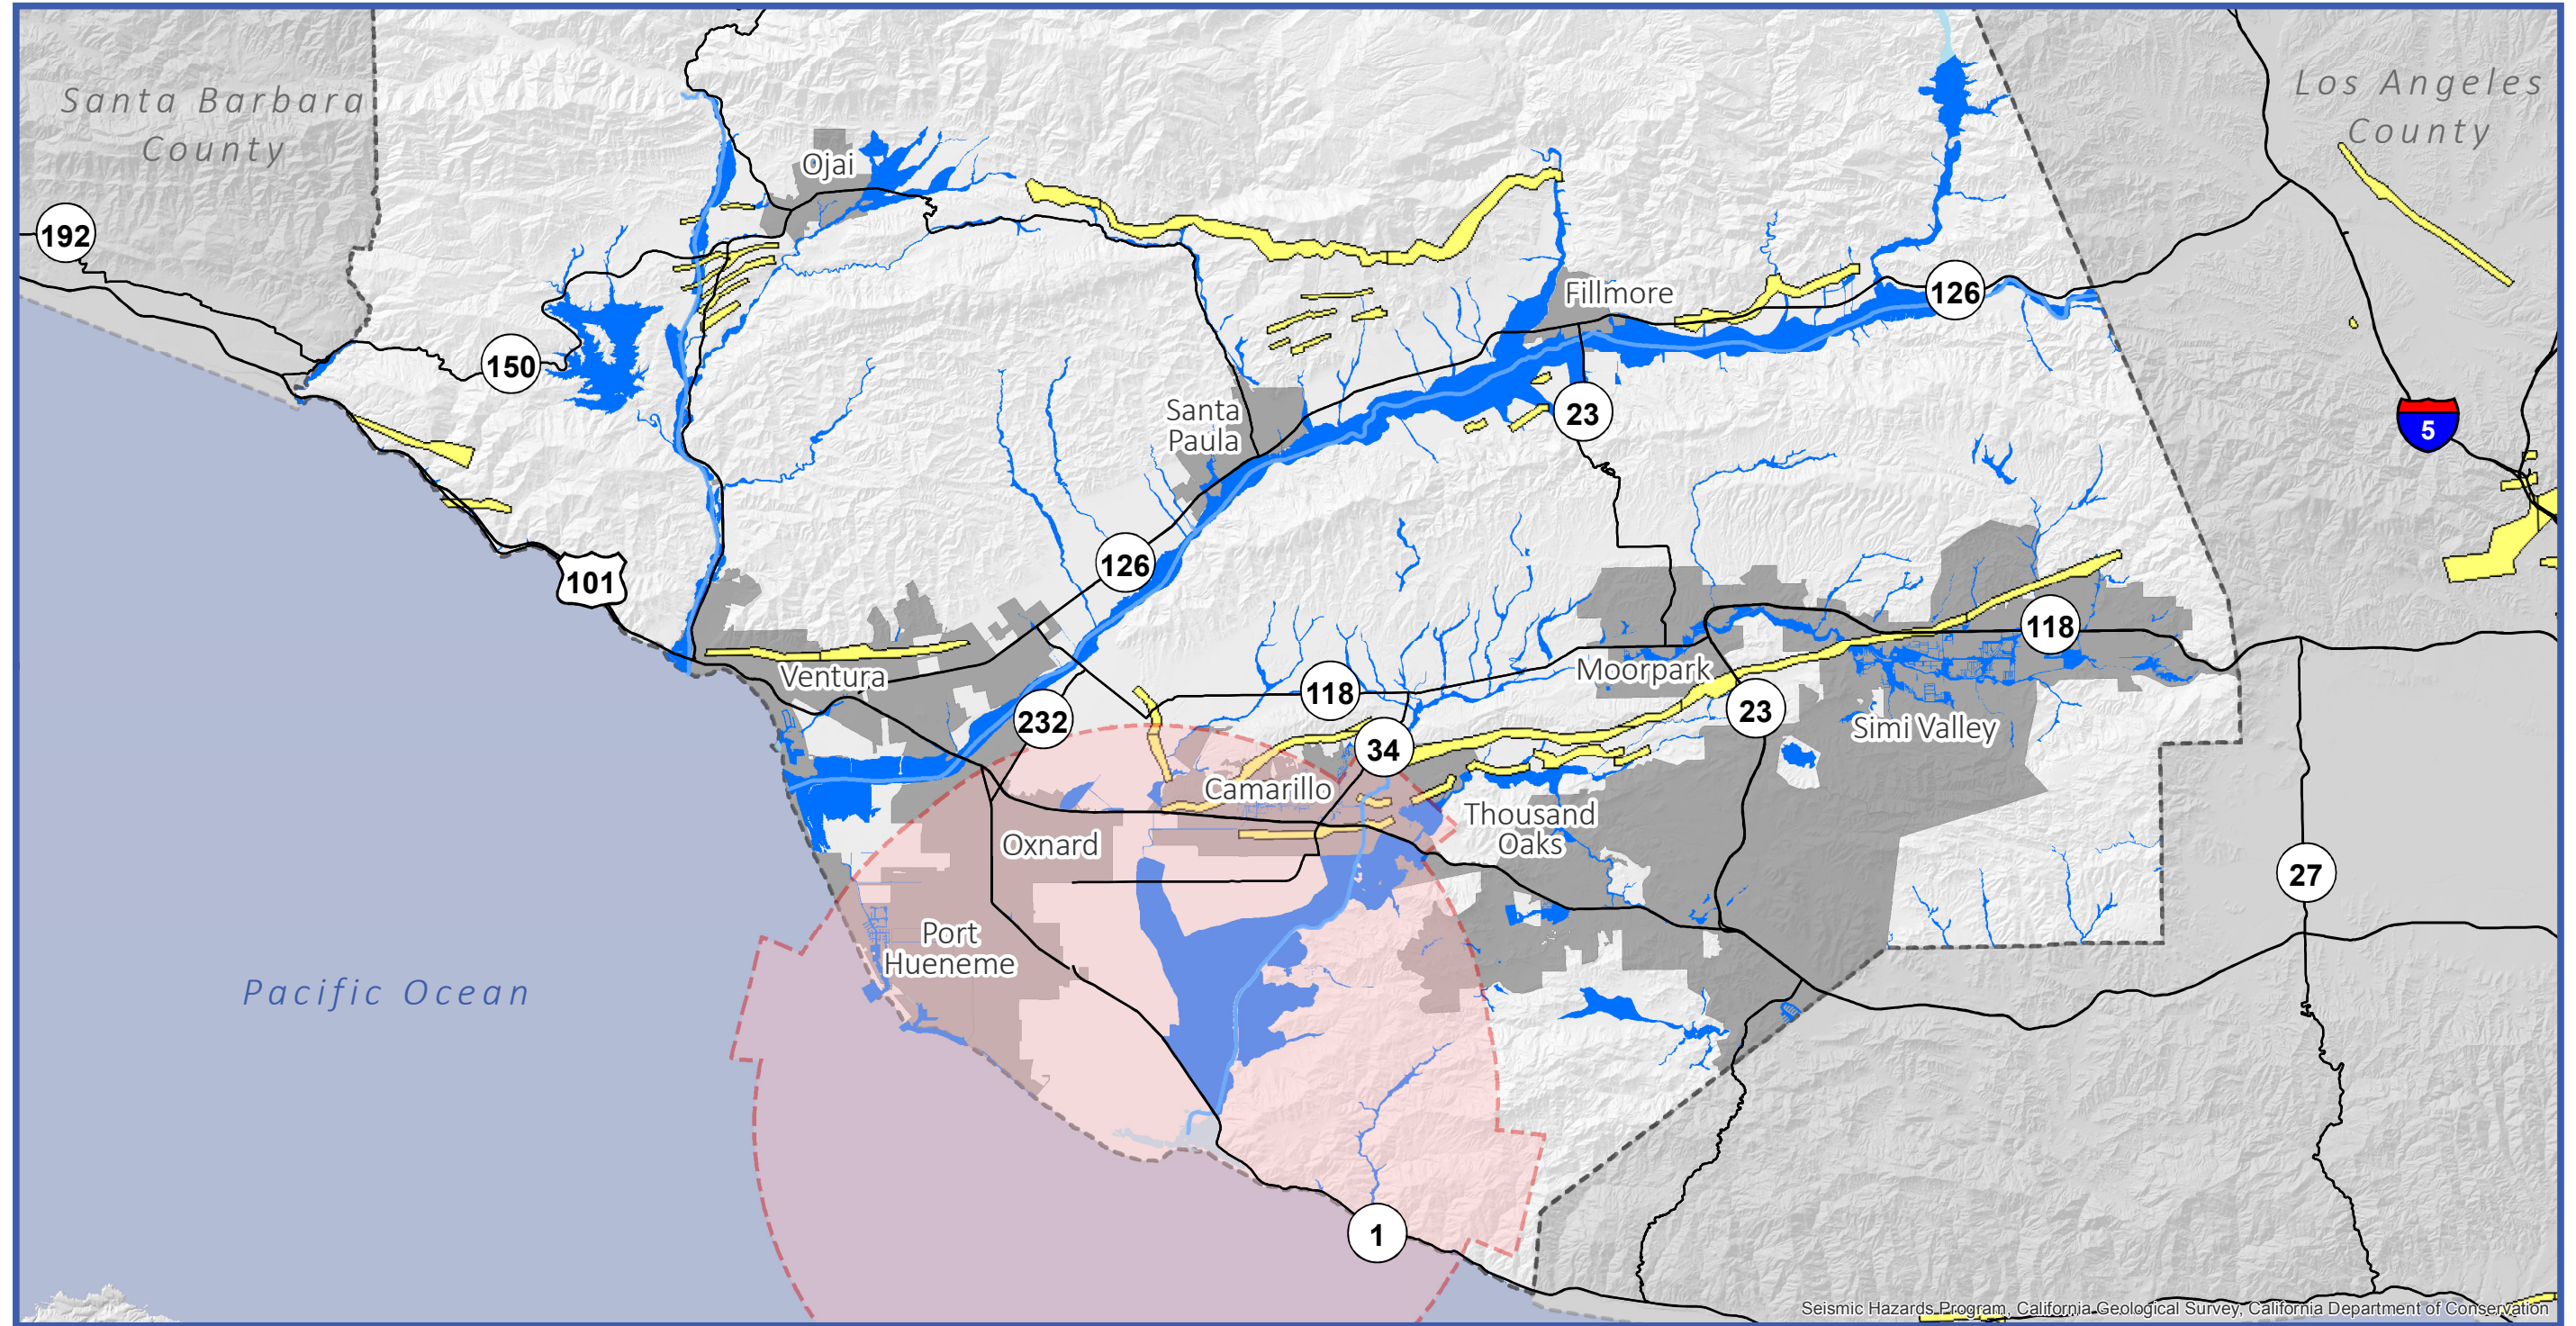 Santa Barbara
County
Los Angeles
County
Ojai
192
126
Fillmore
150
23
5
Santa
Paula
126
101
118
Moorpark
Ventura
118
232
23
34
Simi Valley
Camarillo
Thousand
Oaks
Oxnard
27
Port
Hueneme
Pacific Ocean
1
Seismic Hazards Program, California Geological Survey, California Department of Conservation